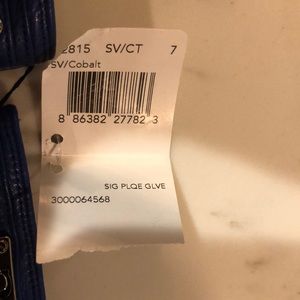 2815 SV/CT 7
SV/Cobalt
8 86382 27782 3
SIG PLQE GLVE
3000064568